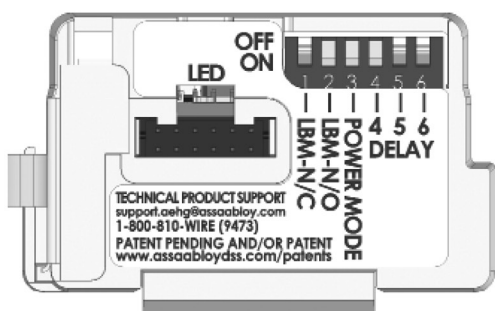 OFF
ON
LED
1 2 3 4 5 6
LBM-N/C
LBM-N/O
POWER MODE
4 5 6
DELAY
TECHNICAL PRODUCT SUPPORT
support.aehg@assaabloy.com
1-800-810-WIRE (9473)
PATENT PENDING AND/OR PATENT
www.assaabloydss.com/patents